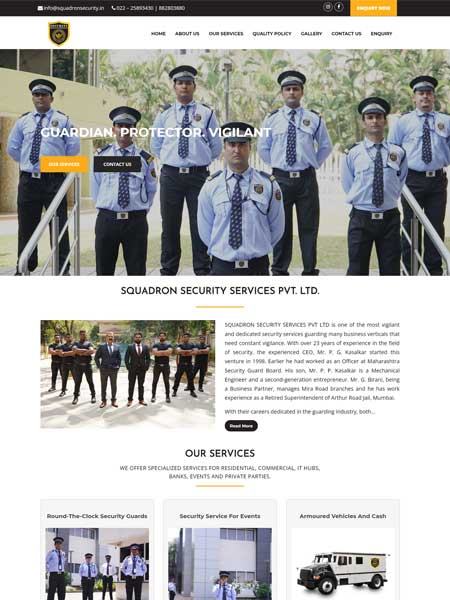 info@squadronsecurity.in 022 - 25893430 | 882803880 ENQUIRY NOW
HOME ABOUT US OUR SERVICES QUALITY POLICY GALLERY CONTACT US ENQUIRY
GUARDIAN. PROTECTOR. VIGILANT
OUR SERVICES CONTACT US
SQUADRON SECURITY SERVICES PVT. LTD.
SQUADRON SECURITY SERVICES PVT LTD is one of the most vigilant
and dedicated security services guarding many business verticals that
need constant vigilance. With over 23 years of experience in the field
of security, the experienced CEO, Mr. P. G. Kasalkar started this
venture in 1998. Earlier he had worked as an Officer at Maharashtra
Security Guard Board. His son, Mr. P. P. Kasalkar is a Mechanical
Engineer and a second-generation entrepreneur. Mr. G. Birani, being
a Business Partner, manages Mira Road branches and he has work
experience as a Retired Superintendent of Arthur Road Jail, Mumbai.
With their careers dedicated in the guarding industry, both...
Read More
OUR SERVICES
WE OFFER SPECIALIZED SERVICES FOR RESIDENTIAL, COMMERCIAL, IT HUBS,
BANKS, EVENTS AND PRIVATE PARTIES.
Round-The-Clock Security Guards
Security Service For Events
Armoured Vehicles And Cash